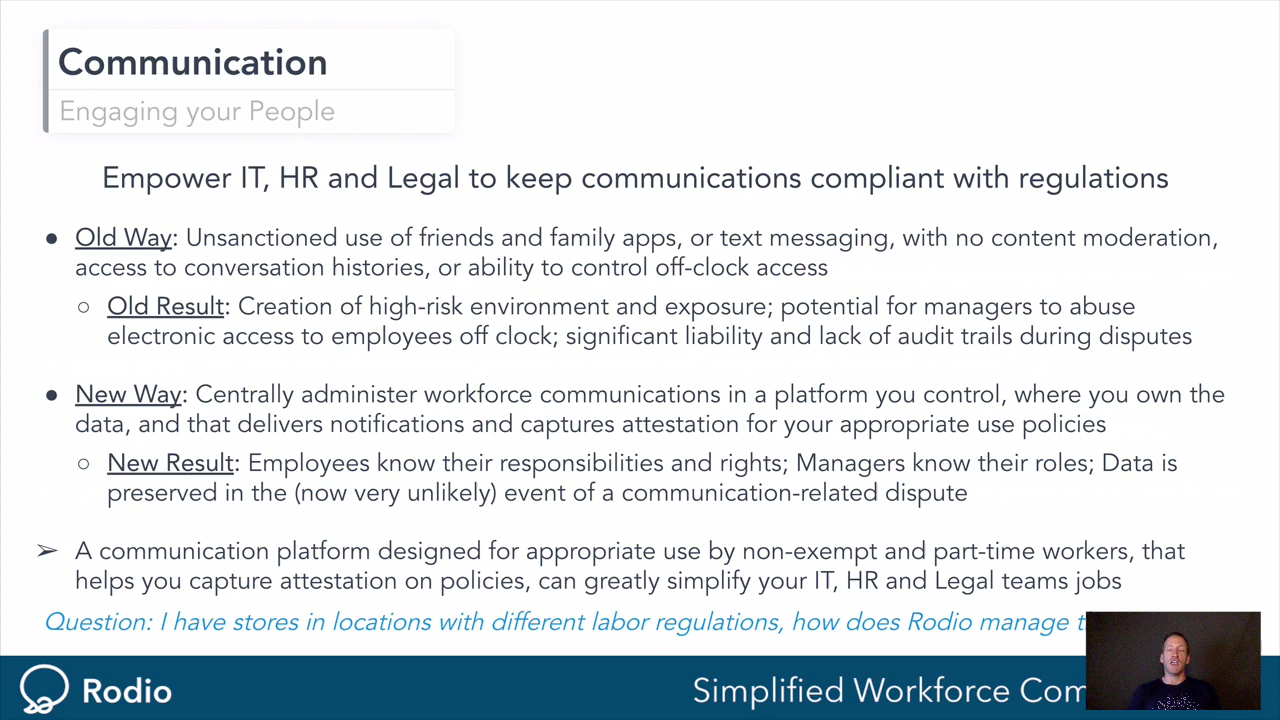 Communication
Engaging your People
Empower IT, HR and Legal to keep communications compliant with regulations
● Old Way: Unsanctioned use of friends and family apps, or text messaging, with no content moderation,
access to conversation histories, or ability to control off-clock access
○ Old Result: Creation of high-risk environment and exposure; potential for managers to abuse
electronic access to employees off clock; significant liability and lack of audit trails during disputes
● New Way: Centrally administer workforce communications in a platform you control, where you own the
data, and that delivers notifications and captures attestation for your appropriate use policies
○ New Result: Employees know their responsibilities and rights; Managers know their roles; Data is
preserved in the (now very unlikely) event of a communication-related dispute
➢ A communication platform designed for appropriate use by non-exempt and part-time workers, that
helps you capture attestation on policies, can greatly simplify your IT, HR and Legal teams jobs
Question: I have stores in locations with different labor regulations, how does Rodio manage
Rodio
Simplified Workforce Com